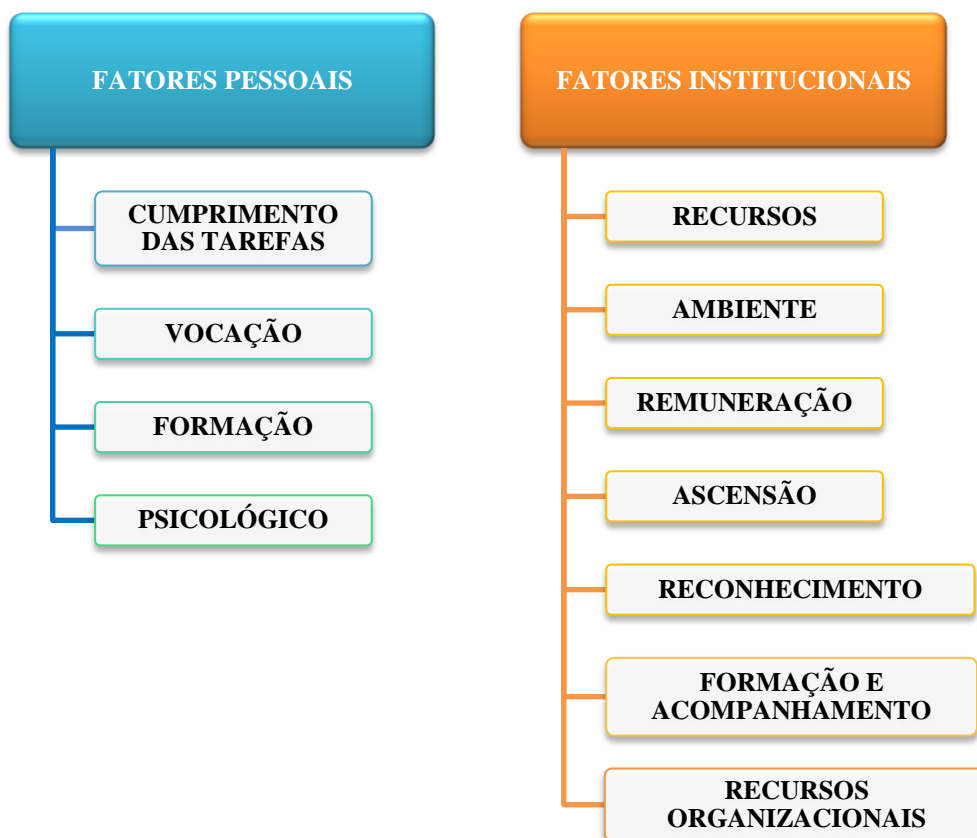 FATORES PESSOAIS
CUMPRIMENTO
DAS TAREFAS
VOCAÇÃO
FORMAÇÃO
PSICOLÓGICO
FATORES INSTITUCIONAIS
RECURSOS
AMBIENTE
REMUNERAÇÃO
ASCENSÃO
RECONHECIMENTO
FORMAÇÃO E
ACOMPANHAMENTO
RECURSOS
ORGANIZACIONAIS